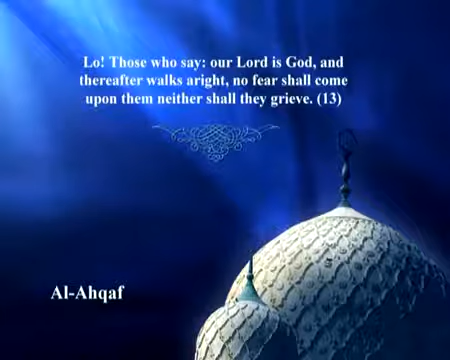 Lo! Those who say: our Lord is God, and
thereafter walks aright, no fear shall come
upon them neither shall they grieve. (13)
Al-Ahqaf